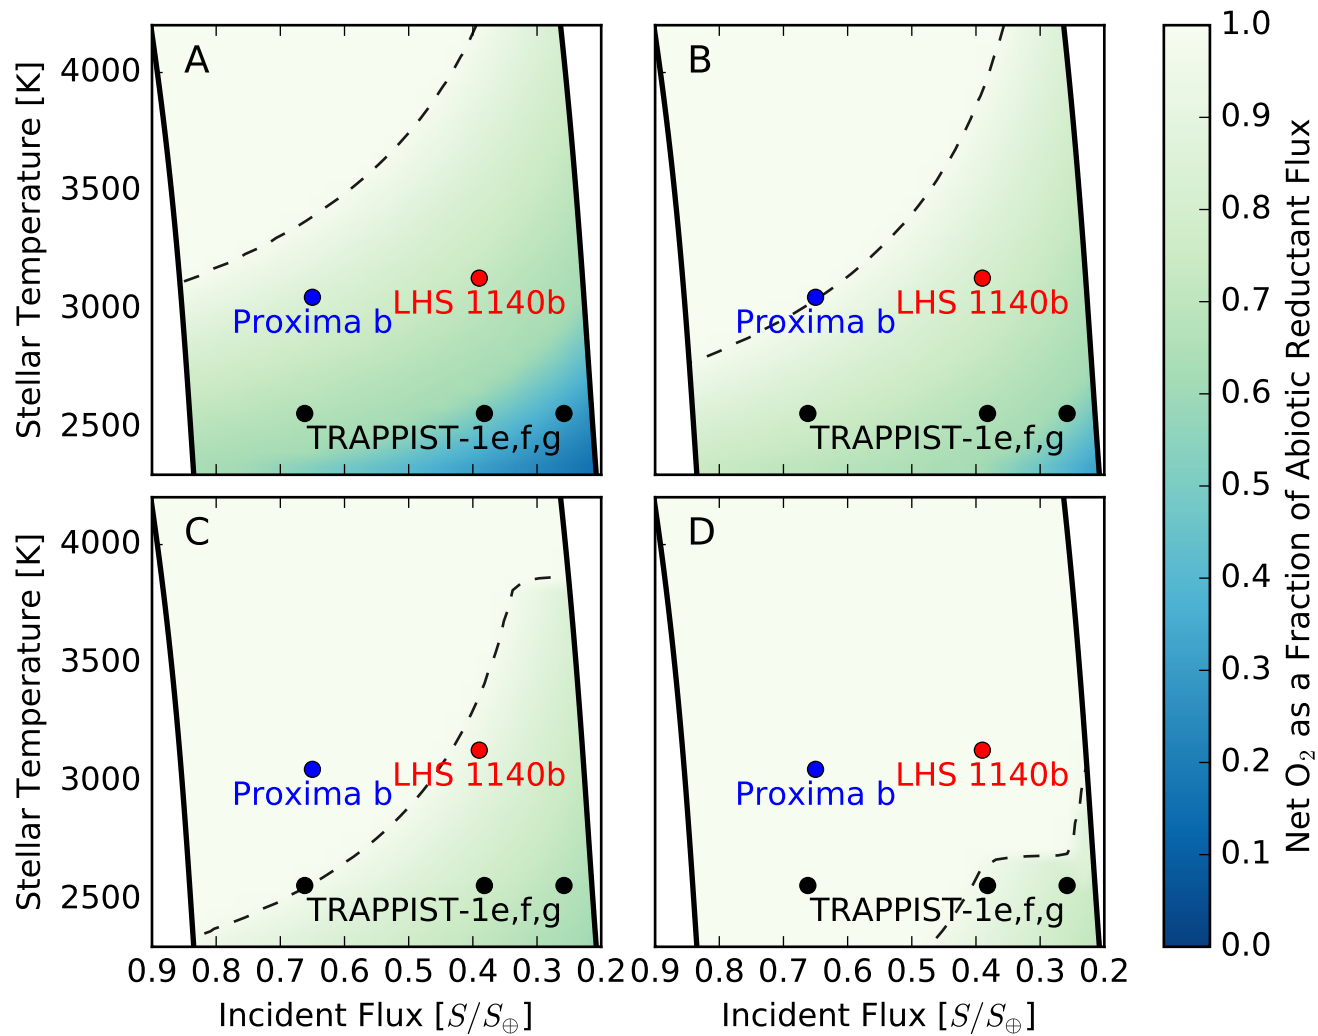 A
B
Stellar Temperature [K]
4000
3500
3000
2500
Proxima b
LHS 1140b
TRAPPIST-1e,f,g
Proxima b
LHS 1140b
TRAPPIST-1e,f,g
C
D
Stellar Temperature [K]
4000
3500
3000
2500
Proxima b
LHS 1140b
TRAPPIST-1e,f,g
Proxima b
LHS 1140b
TRAPPIST-1e,f,g
0.9 0.8 0.7 0.6 0.5 0.4 0.3 0.2
0.9 0.8 0.7 0.6 0.5 0.4 0.3 0.2
Incident Flux [S/S⊕]
Incident Flux [S/S⊕]
1.0
0.9
0.8
0.7
0.6
0.5
0.4
0.3
0.2
0.1
0.0
Net O₂ as a Fraction of Abiotic Reductant Flux